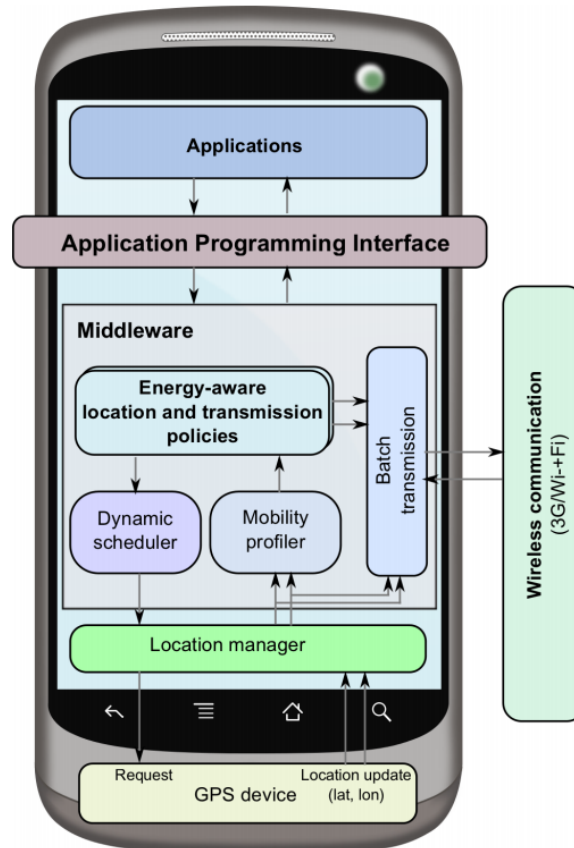 Applications
Application Programming Interface
Middleware
Energy-aware
location and transmission
policies
Batch
transmission
Dynamic
scheduler
Mobility
profiler
Location manager
Request
Location update
(lat, lon)
GPS device
Wireless communication
(3G/Wi-+Fi)